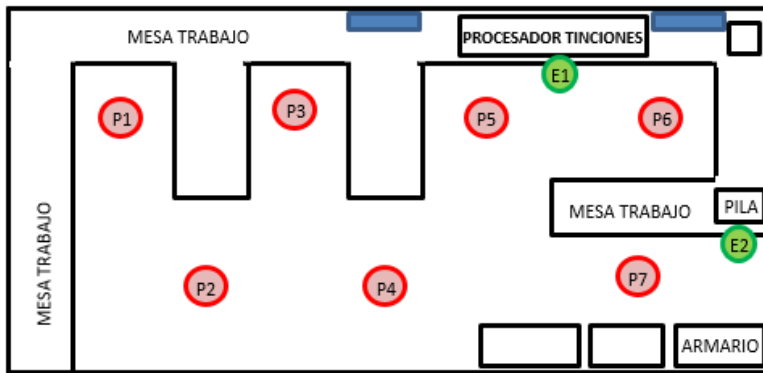 MESA TRABAJO
PROCESADOR TINCIONES
E1
P1
P3
P5
P6
MESA TRABAJO
MESA TRABAJO
PILA
E2
P2
P4
P7
ARMARIO